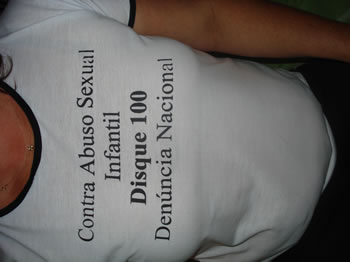 Contra Abuso Sexual
Infantil
Disque 100
Denúncia Nacional